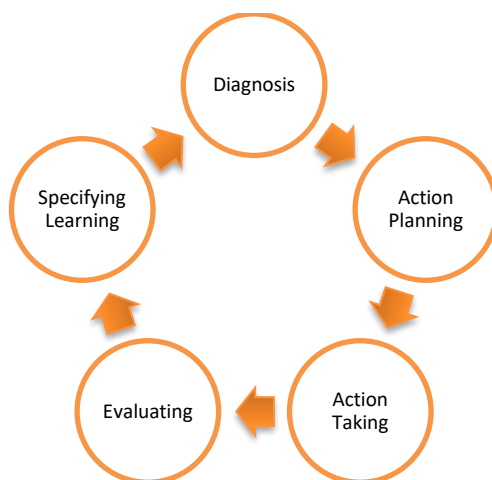 Diagnosis
Action
Planning
Action
Taking
Evaluating
Specifying
Learning